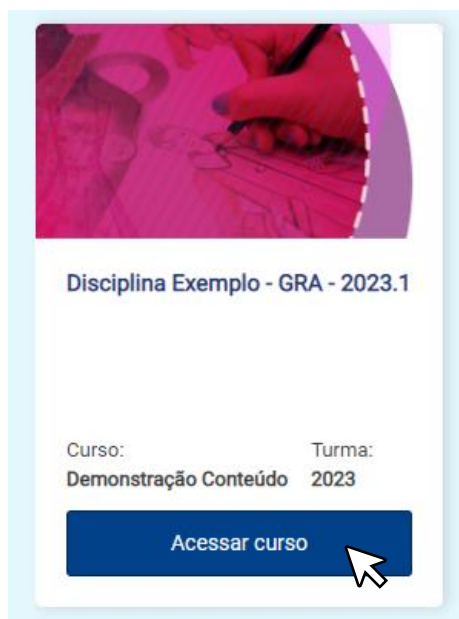 Disciplina Exemplo - GRA - 2023.1
Curso: Turma:
Demonstração Conteúdo 2023
Acessar curso